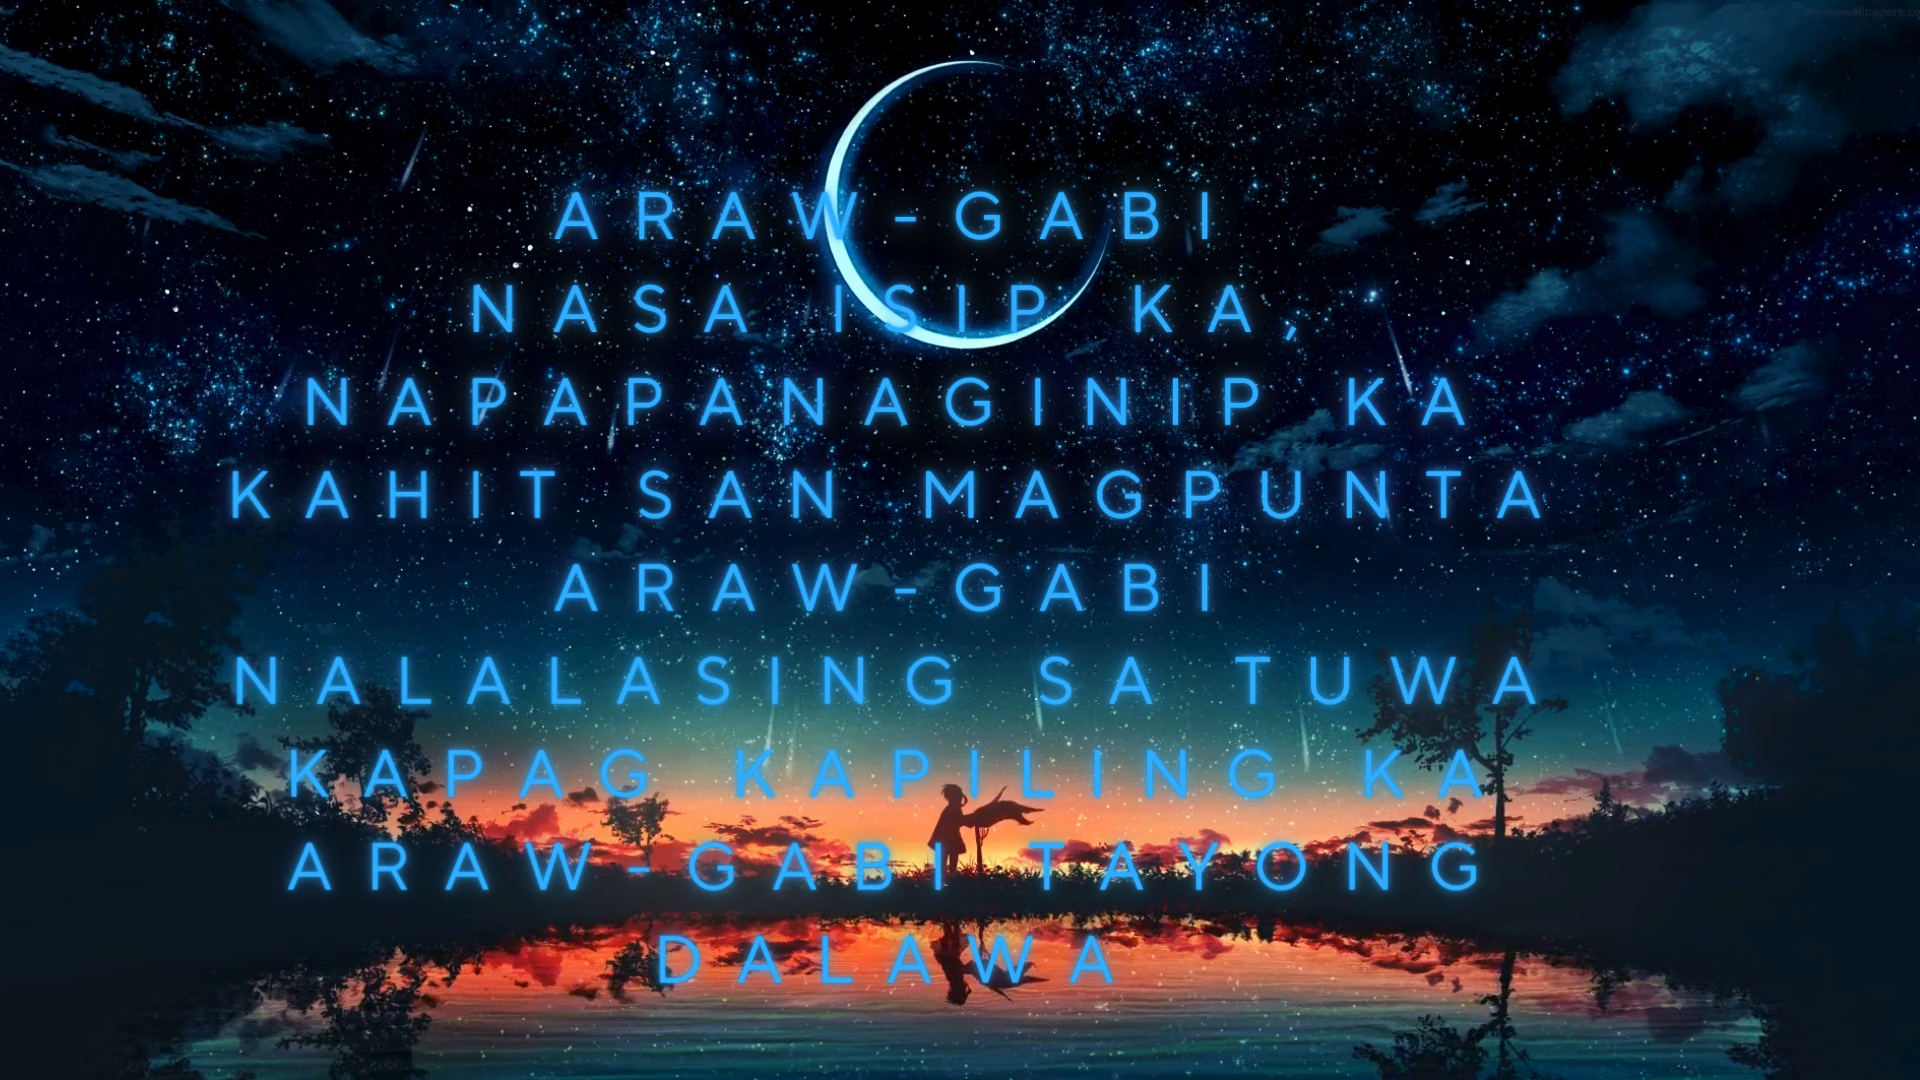 ARAW-GABI
NASA ISIP KA,
NAPAPANAGINIP KA
KAHIT SAN MAGPUNTA
ARAW-GABI
NALALASING SA TUWA
KAPAG KAPILING KA
ARAW-GABI TAYONG
DALAWA